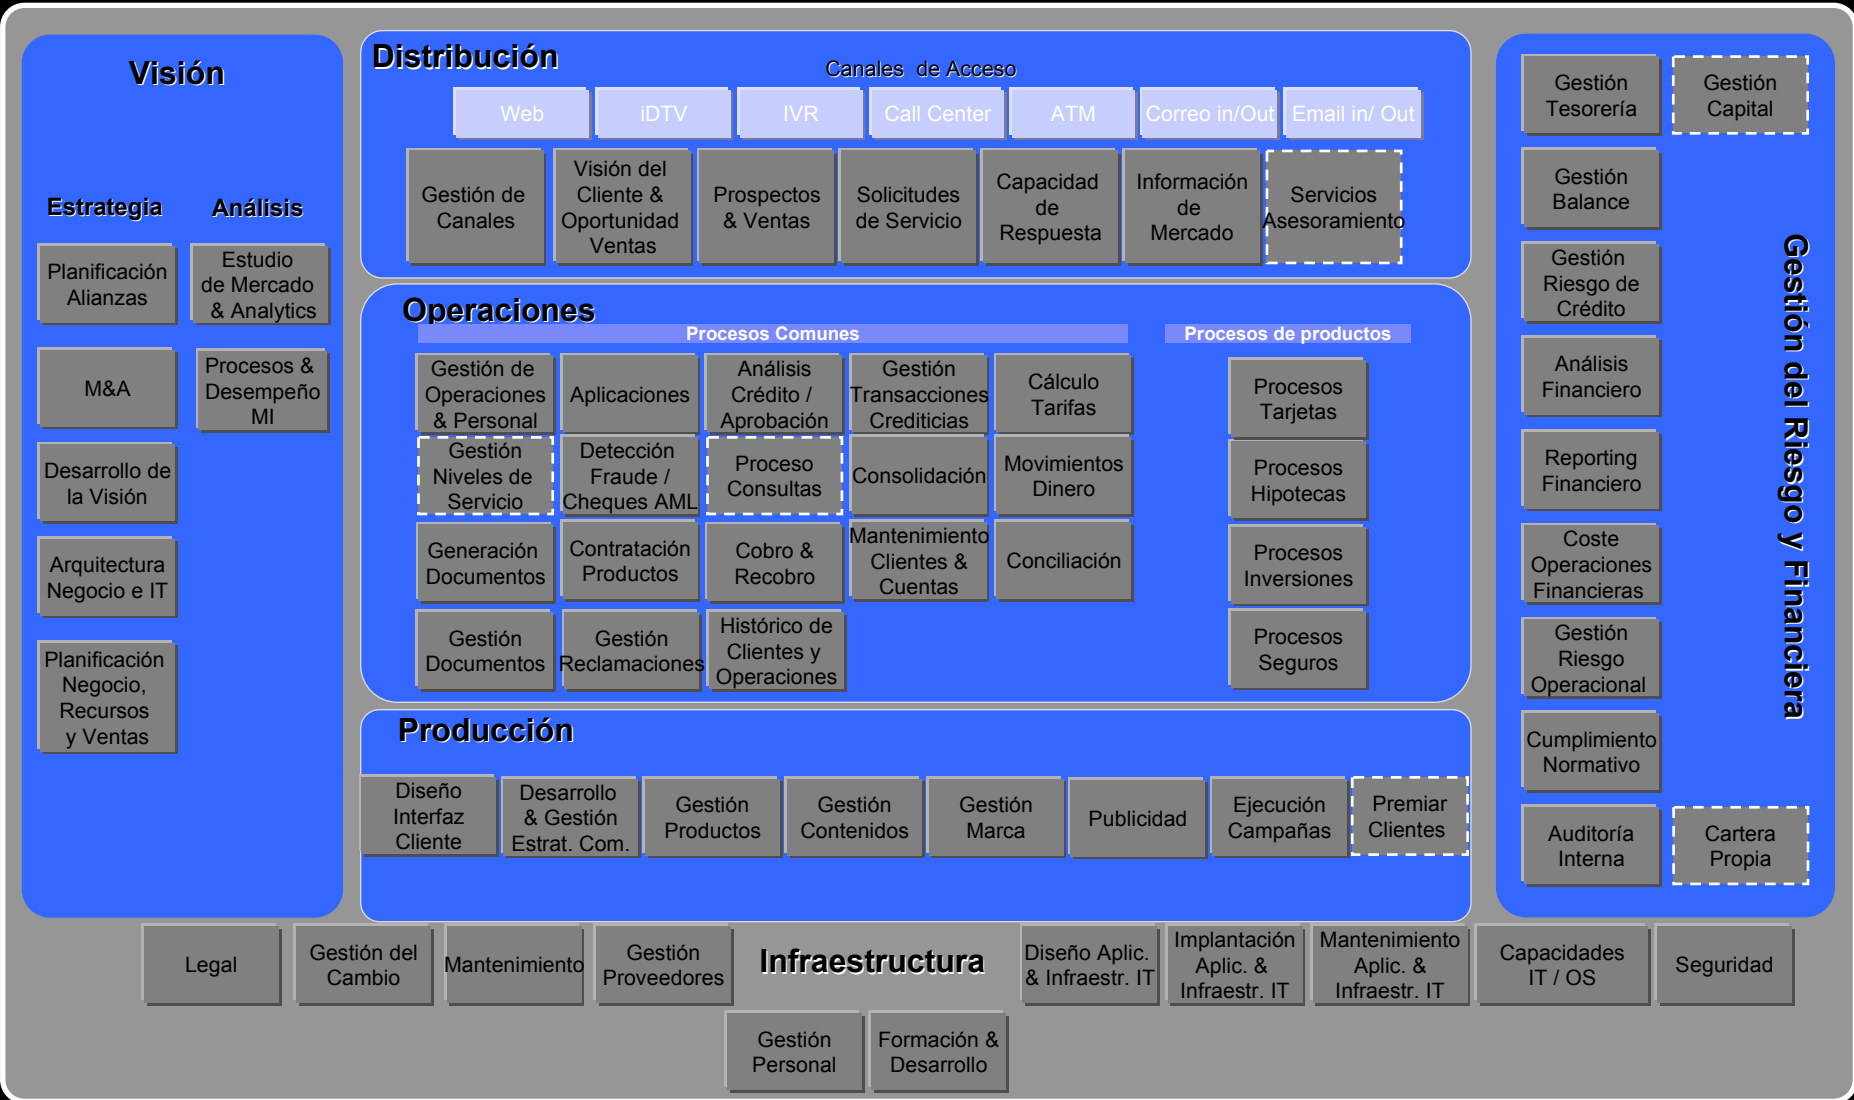 Visión
Estrategia
Análisis
Planificación
Alianzas
Estudio
de Mercado
& Analytics
M&A
Procesos &
Desempeño
MI
Desarrollo de
la Visión
Arquitectura
Negocio e IT
Planificación
Negocio,
Recursos
y Ventas
Distribución
Canales de Acceso
Web
iDTV
IVR
Call Center
ATM
Correo in/Out
Email in/ Out
Gestión de
Canales
Visión del
Cliente &
Oportunidad
Ventas
Prospectos
& Ventas
Solicitudes
de Servicio
Capacidad
de
Respuesta
Información
de
Mercado
Servicios
Asesoramiento
Operaciones
Procesos Comunes
Procesos de productos
Gestión de
Operaciones
& Personal
Aplicaciones
Análisis
Crédito /
Aprobación
Gestión
Transacciones
Crediticias
Cálculo
Tarifas
Procesos
Tarjetas
Gestión
Niveles de
Servicio
Detección
Fraude /
Cheques AML
Proceso
Consultas
Consolidación
Movimientos
Dinero
Procesos
Hipotecas
Generación
Documentos
Contratación
Productos
Cobro &
Recobro
Mantenimiento
Clientes &
Cuentas
Conciliación
Procesos
Inversiones
Gestión
Documentos
Gestión
Reclamaciones
Histórico de
Clientes y
Operaciones
Procesos
Seguros
Producción
Diseño
Interfaz
Cliente
Desarrollo
& Gestión
Estrat. Com.
Gestión
Productos
Gestión
Contenidos
Gestión
Marca
Publicidad
Ejecución
Campañas
Premiar
Clientes
Gestión
Tesorería
Gestión
Capital
Gestión
Balance
Gestión
Riesgo de
Crédito
Análisis
Financiero
Reporting
Financiero
Coste
Operaciones
Financieras
Gestión
Riesgo
Operacional
Cumplimiento
Normativo
Auditoría
Interna
Cartera
Propia
Gestión del Riesgo y Financiera
Legal
Gestión del
Cambio
Mantenimiento
Gestión
Proveedores
Infraestructura
Diseño Aplic.
& Infraestr. IT
Implantación
Aplic. &
Infraestr. IT
Mantenimiento
Aplic. &
Infraestr. IT
Capacidades
IT / OS
Seguridad
Gestión
Personal
Formación &
Desarrollo